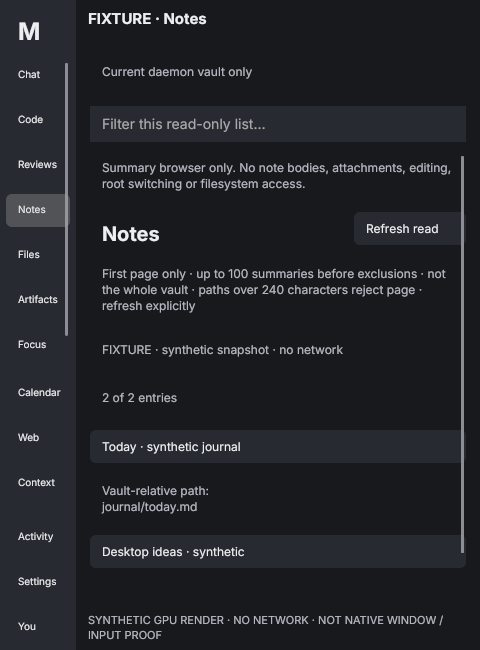 M
Chat
Code
Reviews
Notes
Files
Artifacts
Focus
Calendar
Web
Context
Activity
Settings
You
FIXTURE · Notes
Current daemon vault only
Filter this read-only list...
Summary browser only. No note bodies, attachments, editing,
root switching or filesystem access.
Notes
Refresh read
First page only · up to 100 summaries before exclusions · not
the whole vault · paths over 240 characters reject page ·
refresh explicitly
FIXTURE · synthetic snapshot · no network
2 of 2 entries
Today · synthetic journal
Vault-relative path:
journal/today.md
Desktop ideas · synthetic
SYNTHETIC GPU RENDER · NO NETWORK · NOT NATIVE WINDOW /
INPUT PROOF